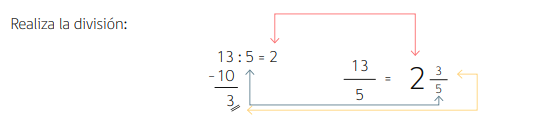 Realiza la división:
13 : 5 = 2
- 10
3
13/5 = 2 3/5